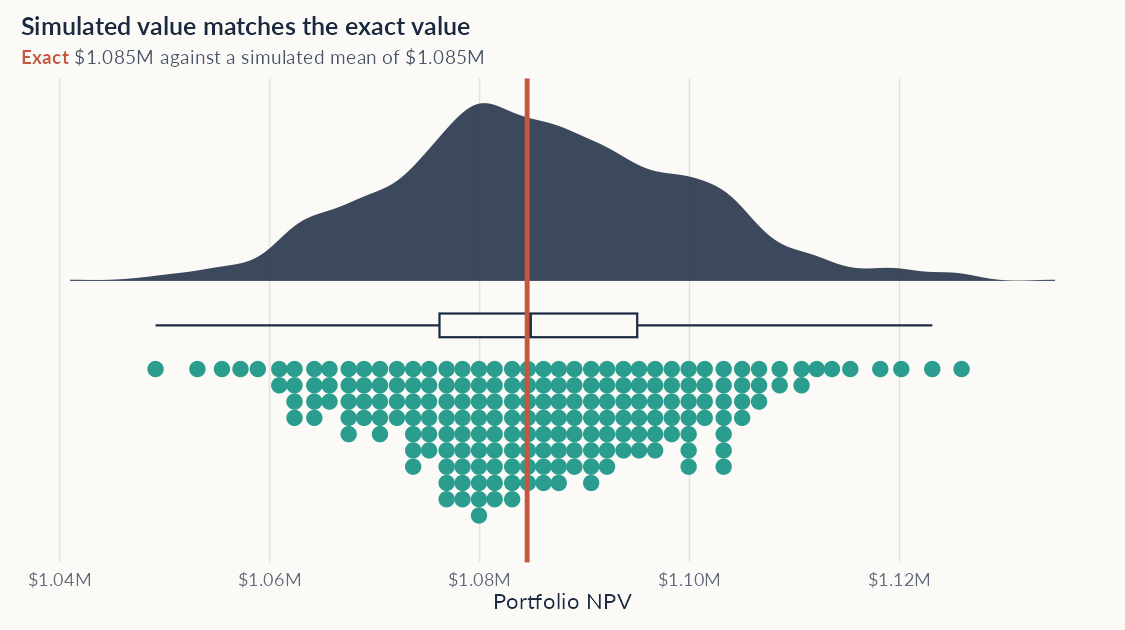 Simulated value matches the exact value
Exact $1.085M against a simulated mean of $1.085M
$1.04M $1.06M $1.08M $1.10M $1.12M
Portfolio NPV